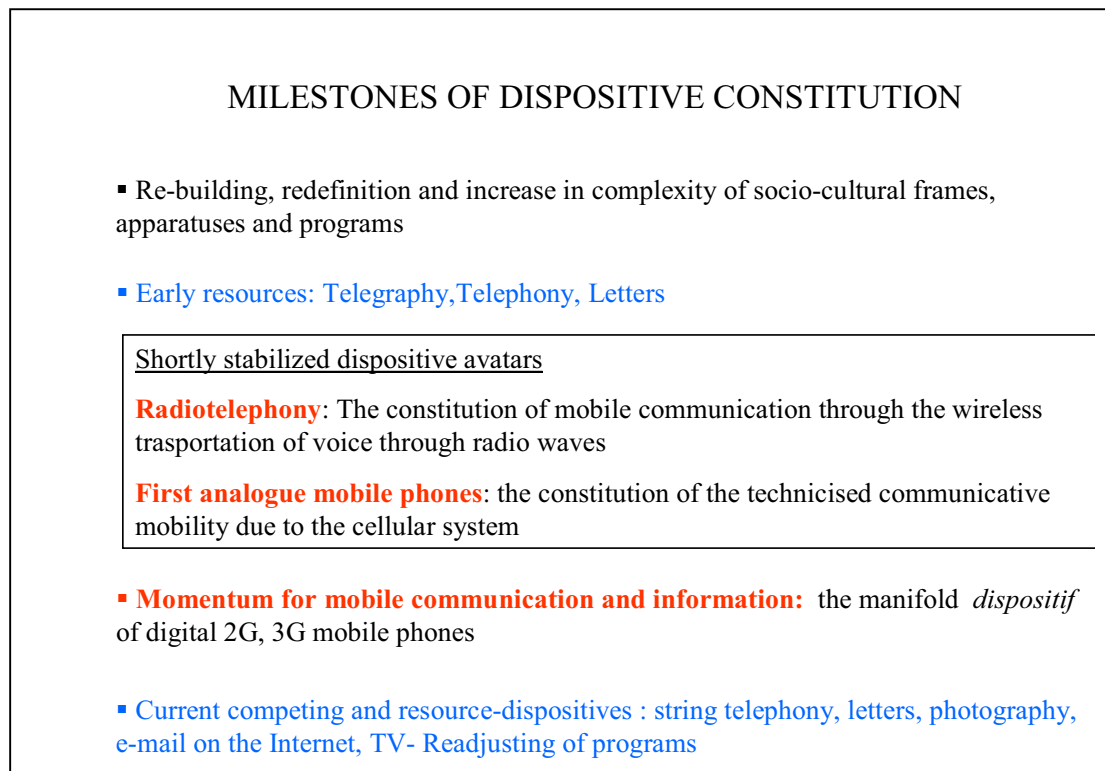 MILESTONES OF DISPOSITIVE CONSTITUTION
▪ Re-building, redefinition and increase in complexity of socio-cultural frames,
apparatuses and programs
▪ Early resources: Telegraphy,Telephony, Letters
Shortly stabilized dispositive avatars
Radiotelephony: The constitution of mobile communication through the wireless
trasportation of voice through radio waves
First analogue mobile phones: the constitution of the technicised communicative
mobility due to the cellular system
▪ Momentum for mobile communication and information: the manifold dispositif
of digital 2G, 3G mobile phones
▪ Current competing and resource-dispositives : string telephony, letters, photography,
e-mail on the Internet, TV- Readjusting of programs